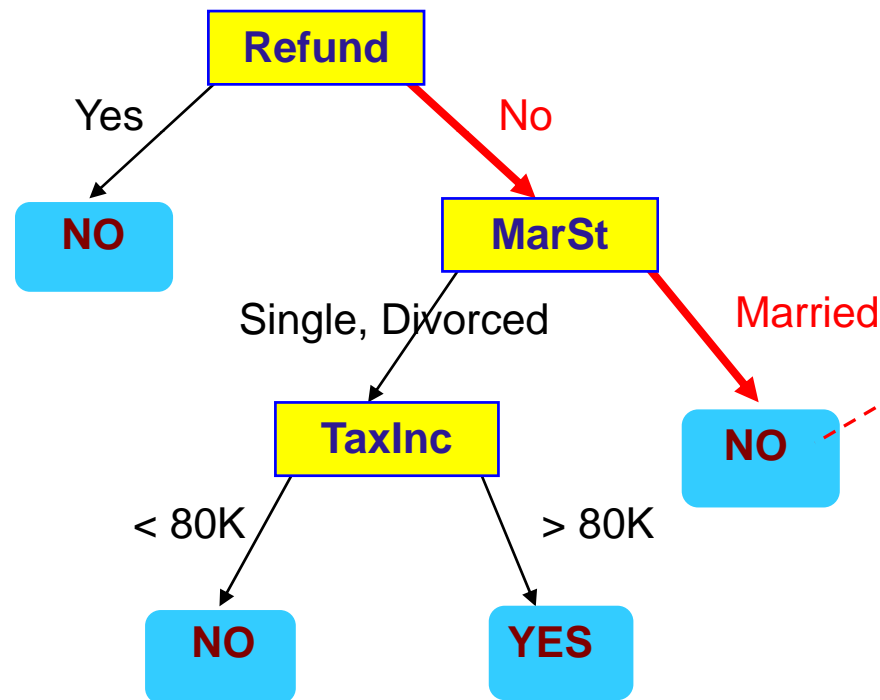 Refund
Yes
No
NO
MarSt
Single, Divorced
Married
TaxInc
NO
< 80K
> 80K
NO
YES